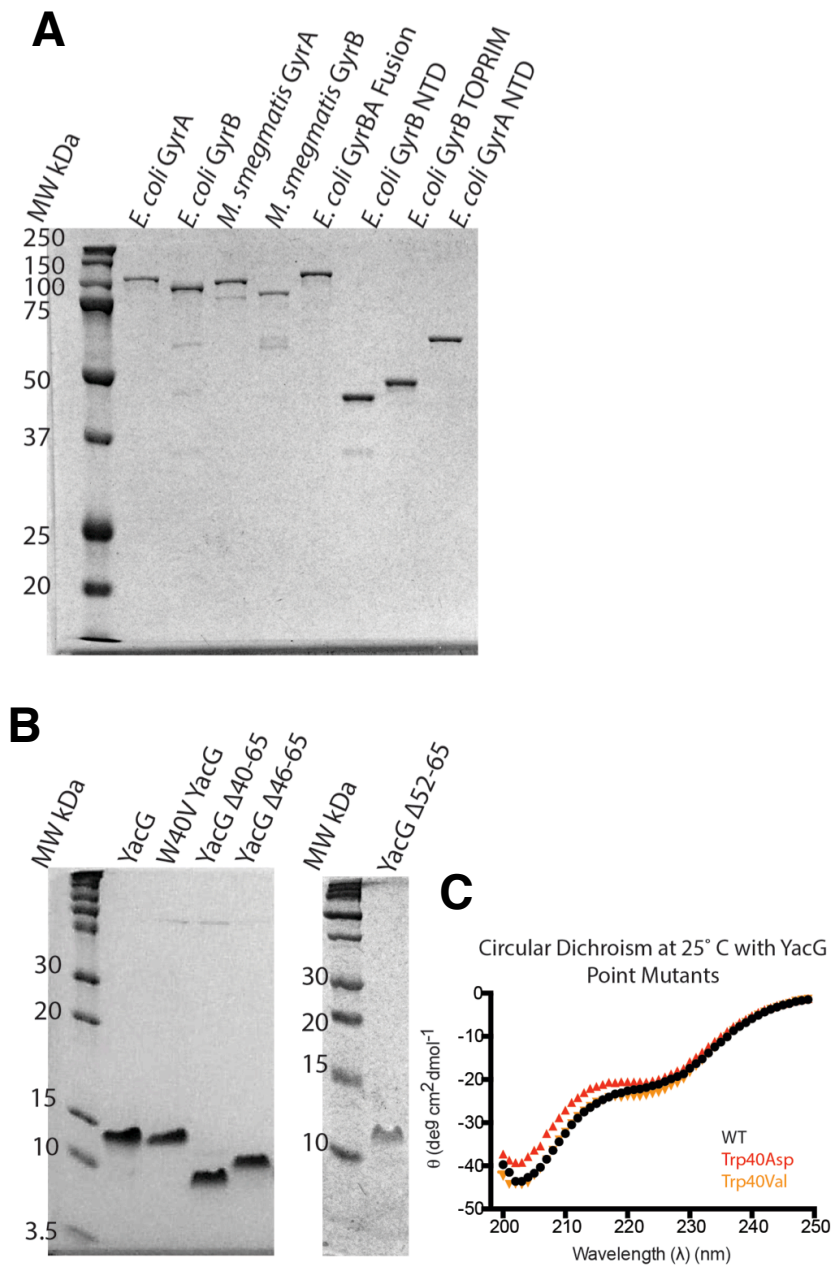 A
MW kDa
E. coli GyrA
E. coli GyrB
M. smegmatis GyrA
M. smegmatis GyrB
E. coli GyrBA Fusion
E. coli GyrB NTD
E. coli GyrB TOPRIM
E. coli GyrA NTD
250
150
100
75
50
37
25
20
B
MW kDa
YacG
W40V YacG
YacG Δ40-65
YacG Δ46-65
30
20
15
10
3.5
MW kDa
YacG Δ52-65
30
20
15
10
C
Circular Dichroism at 25° C with YacG
Point Mutants
θ (deg cm2 dmol-1
0
-10
-20
-30
-40
-50
WT
Trp40Asp
Trp40Val
200 210 220 230 240 250
Wavelength (λ) (nm)